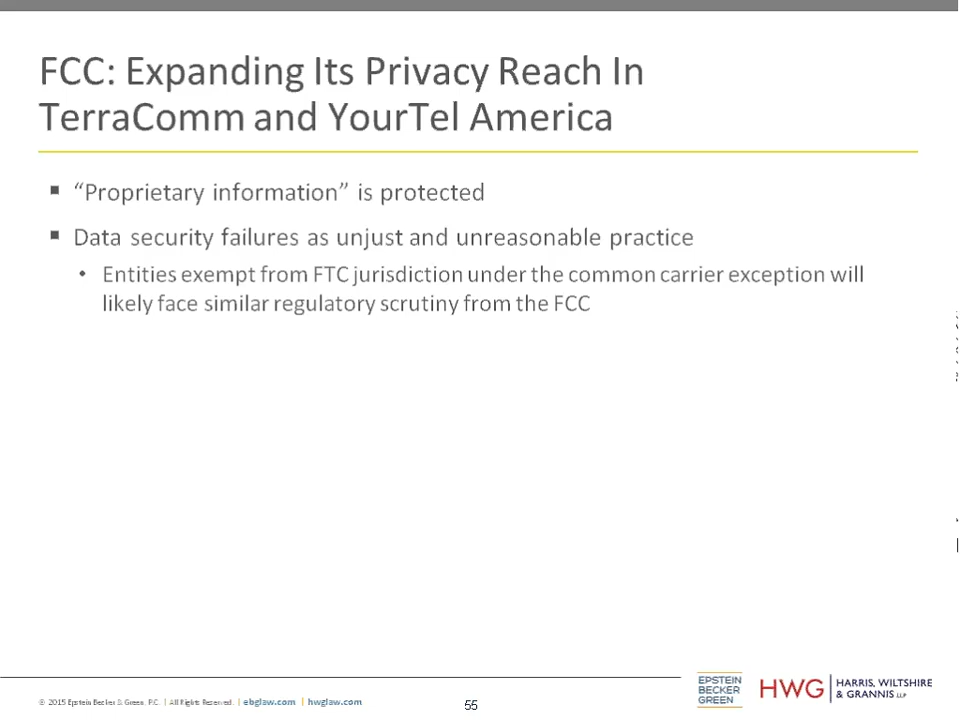 FCC: Expanding Its Privacy Reach In
TerraComm and YourTel America
▪ “Proprietary information” is protected
▪ Data security failures as unjust and unreasonable practice
• Entities exempt from FTC jurisdiction under the common carrier exception will
likely face similar regulatory scrutiny from the FCC
© 2015 Epstein Becker & Green, P.C. | All Rights Reserved. | ebglaw.com | hwglaw.com
55
EPSTEIN
BECKER
GREEN
HWG | HARRIS, WILTSHIRE
& GRANNIS LLP